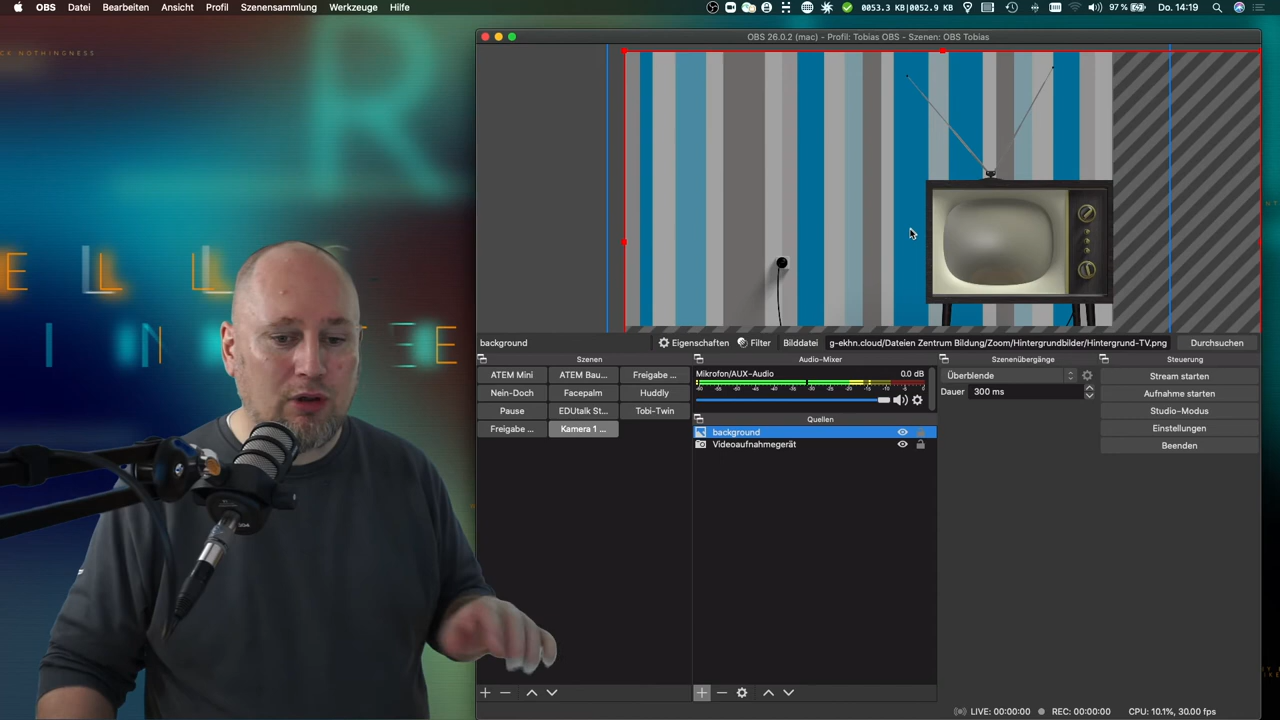 OBS Datei Bearbeiten Ansicht Profil Szenensammlung Werkzeuge Hilfe 0053.3 KB|0052.9 KB 97 % Do. 14:19
CK NOTHINGNESS
OBS 26.0.2 (mac) - Profil: Tobias OBS - Szenen: OBS Tobias
R
E L L
I N T E
background Eigenschaften Filter Bilddatei g-ekhn.cloud/Dateien Zentrum Bildung/Zoom/Hintergrundbilder/Hintergrund-TV.png Durchsuchen
Szenen Audio-Mixer Szenenübergänge Steuerung
ATEM Mini ATEM Bau... Freigabe ... Mikrofon/AUX-Audio 0.0 dB Überblende Stream starten
Nein-Doch Facepalm Huddly Dauer 300 ms Aufnahme starten
Pause EDUtalk St... Tobi-Twin Studio-Modus
Freigabe ... Kamera 1 ... Quellen Einstellungen
background Beenden
Videoaufnahmegerät
LIVE: 00:00:00 REC: 00:00:00 CPU: 10.1%, 30.00 fps